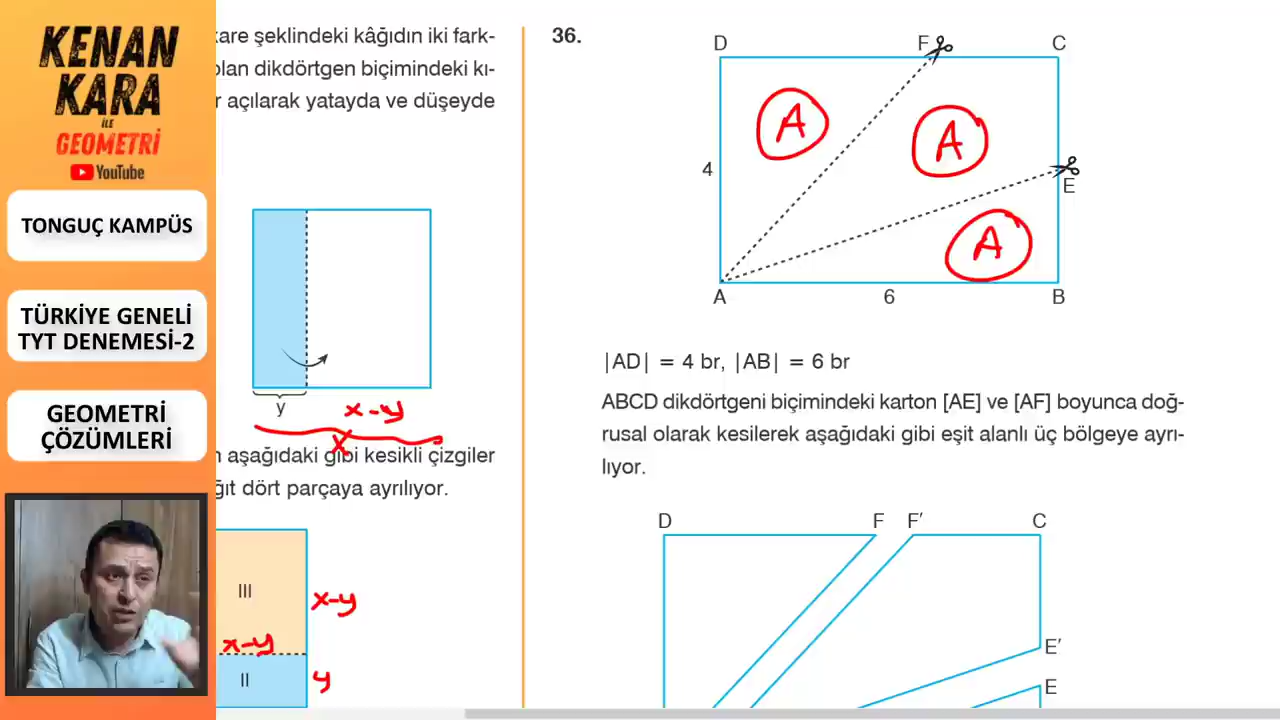 KENAN
KARA
İLE
GEOMETRİ
YouTube
TONGUÇ KAMPÜS
TÜRKİYE GENELİ
TYT DENEMESİ-2
GEOMETRİ
ÇÖZÜMLERİ
kare şeklindeki kâğıdın iki fark-
olan dikdörtgen biçimindeki kı-
r açılarak yatayda ve düşeyde
y
x-y
x
n aşağıdaki gibi kesikli çizgiler
ğıt dört parçaya ayrılıyor.
III
x-y
x-y
II
y
36.
D
F
C
A
A
4
E
A
A
6
B
|AD| = 4 br, |AB| = 6 br
ABCD dikdörtgeni biçimindeki karton [AE] ve [AF] boyunca doğ-
rusal olarak kesilerek aşağıdaki gibi eşit alanlı üç bölgeye ayrı-
lıyor.
D
F
F′
C
E′
E